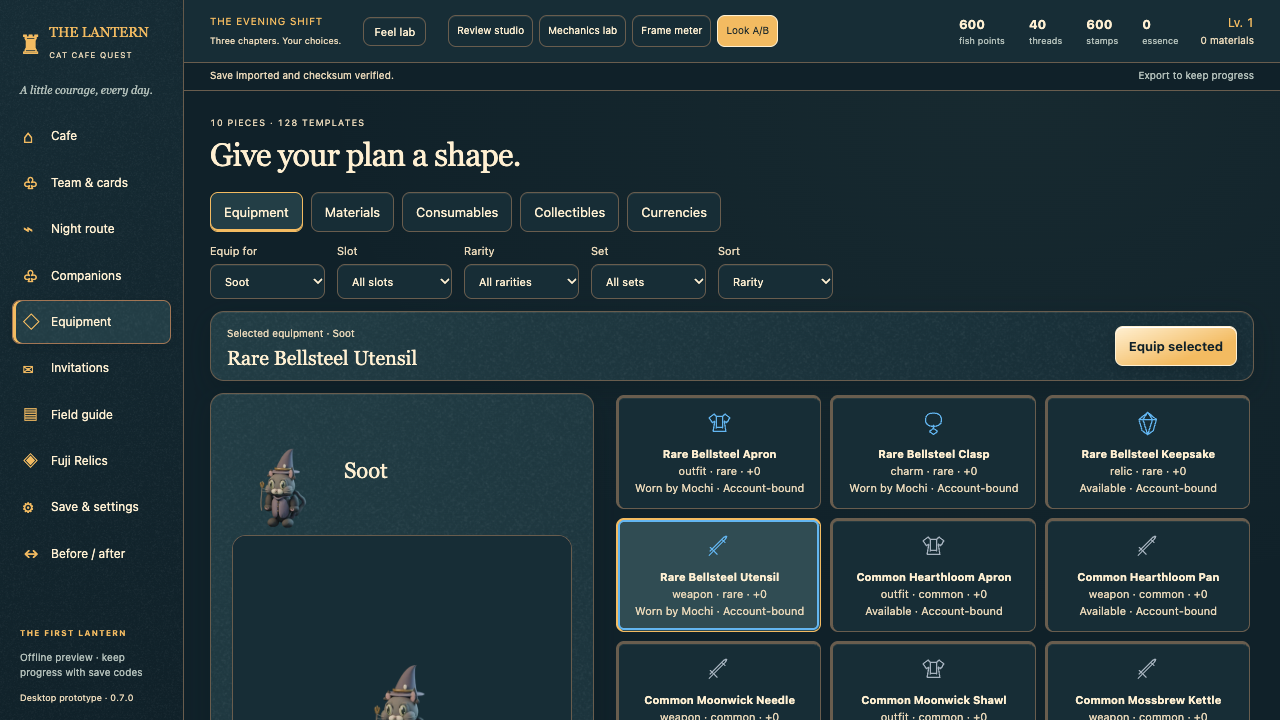 THE LANTERN
CAT CAFE QUEST
A little courage, every day.
Cafe
Team & cards
Night route
Companions
Equipment
Invitations
Field guide
Fuji Relics
Save & settings
Before / after
THE FIRST LANTERN
Offline preview · keep
progress with save codes
Desktop prototype · 0.7.0
THE EVENING SHIFT
Three chapters. Your choices.
Feel lab
Review studio
Mechanics lab
Frame meter
Look A/B
600
fish points
40
threads
600
stamps
0
essence
Lv. 1
0 materials
Save imported and checksum verified.
Export to keep progress
10 PIECES · 128 TEMPLATES
Give your plan a shape.
Equipment
Materials
Consumables
Collectibles
Currencies
Equip for
Slot
Rarity
Set
Sort
Soot
All slots
All rarities
All sets
Rarity
Selected equipment · Soot
Rare Bellsteel Utensil
Equip selected
Soot
Rare Bellsteel Apron
outfit · rare · +0
Worn by Mochi · Account-bound
Rare Bellsteel Clasp
charm · rare · +0
Worn by Mochi · Account-bound
Rare Bellsteel Keepsake
relic · rare · +0
Available · Account-bound
Rare Bellsteel Utensil
weapon · rare · +0
Worn by Mochi · Account-bound
Common Hearthloom Apron
outfit · common · +0
Available · Account-bound
Common Hearthloom Pan
weapon · common · +0
Available · Account-bound
Common Moonwick Needle
weapon · common · +0
Common Moonwick Shawl
outfit · common · +0
Common Mossbrew Kettle
weapon · common · +0